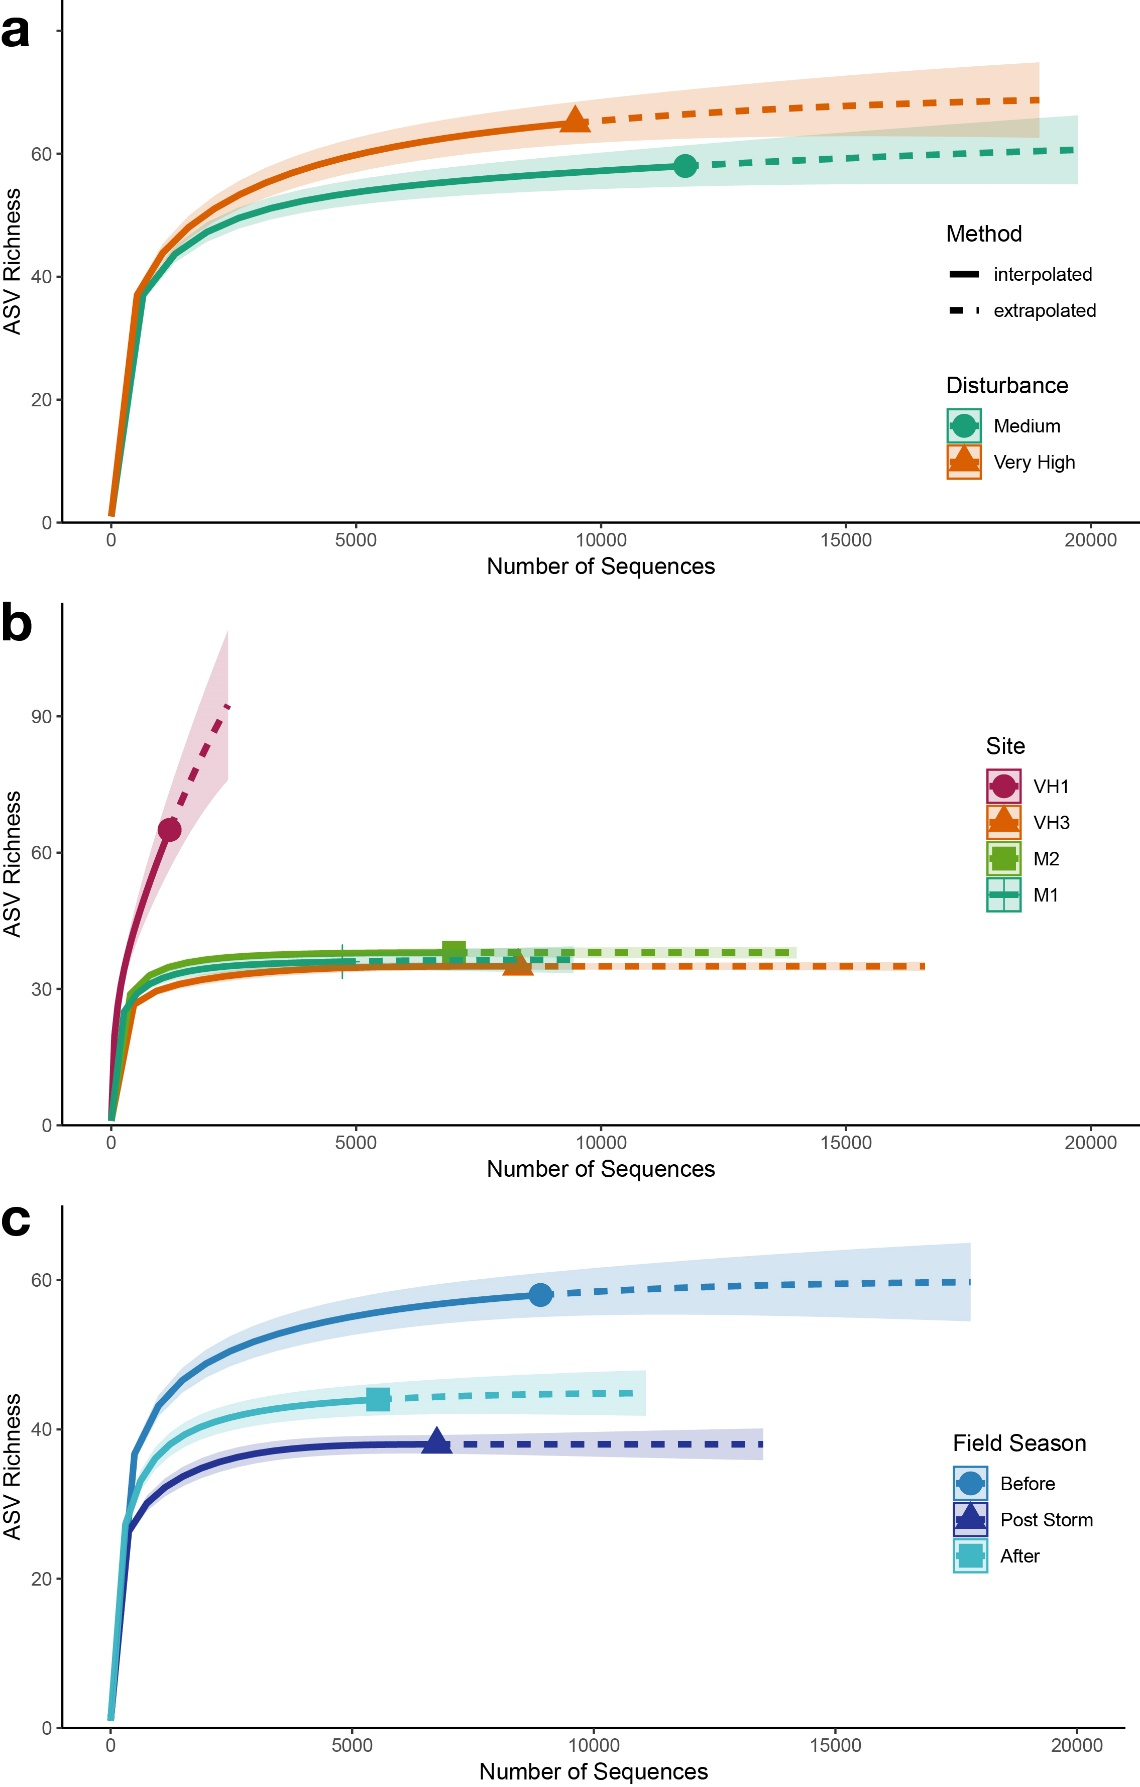 a
60
40
20
0
ASV Richness
0 5000 10000 15000 20000
Number of Sequences
Method
interpolated
extrapolated
Disturbance
Medium
Very High
b
90
60
30
0
ASV Richness
0 5000 10000 15000 20000
Number of Sequences
Site
VH1
VH3
M2
M1
c
60
40
20
0
ASV Richness
0 5000 10000 15000 20000
Number of Sequences
Field Season
Before
Post Storm
After